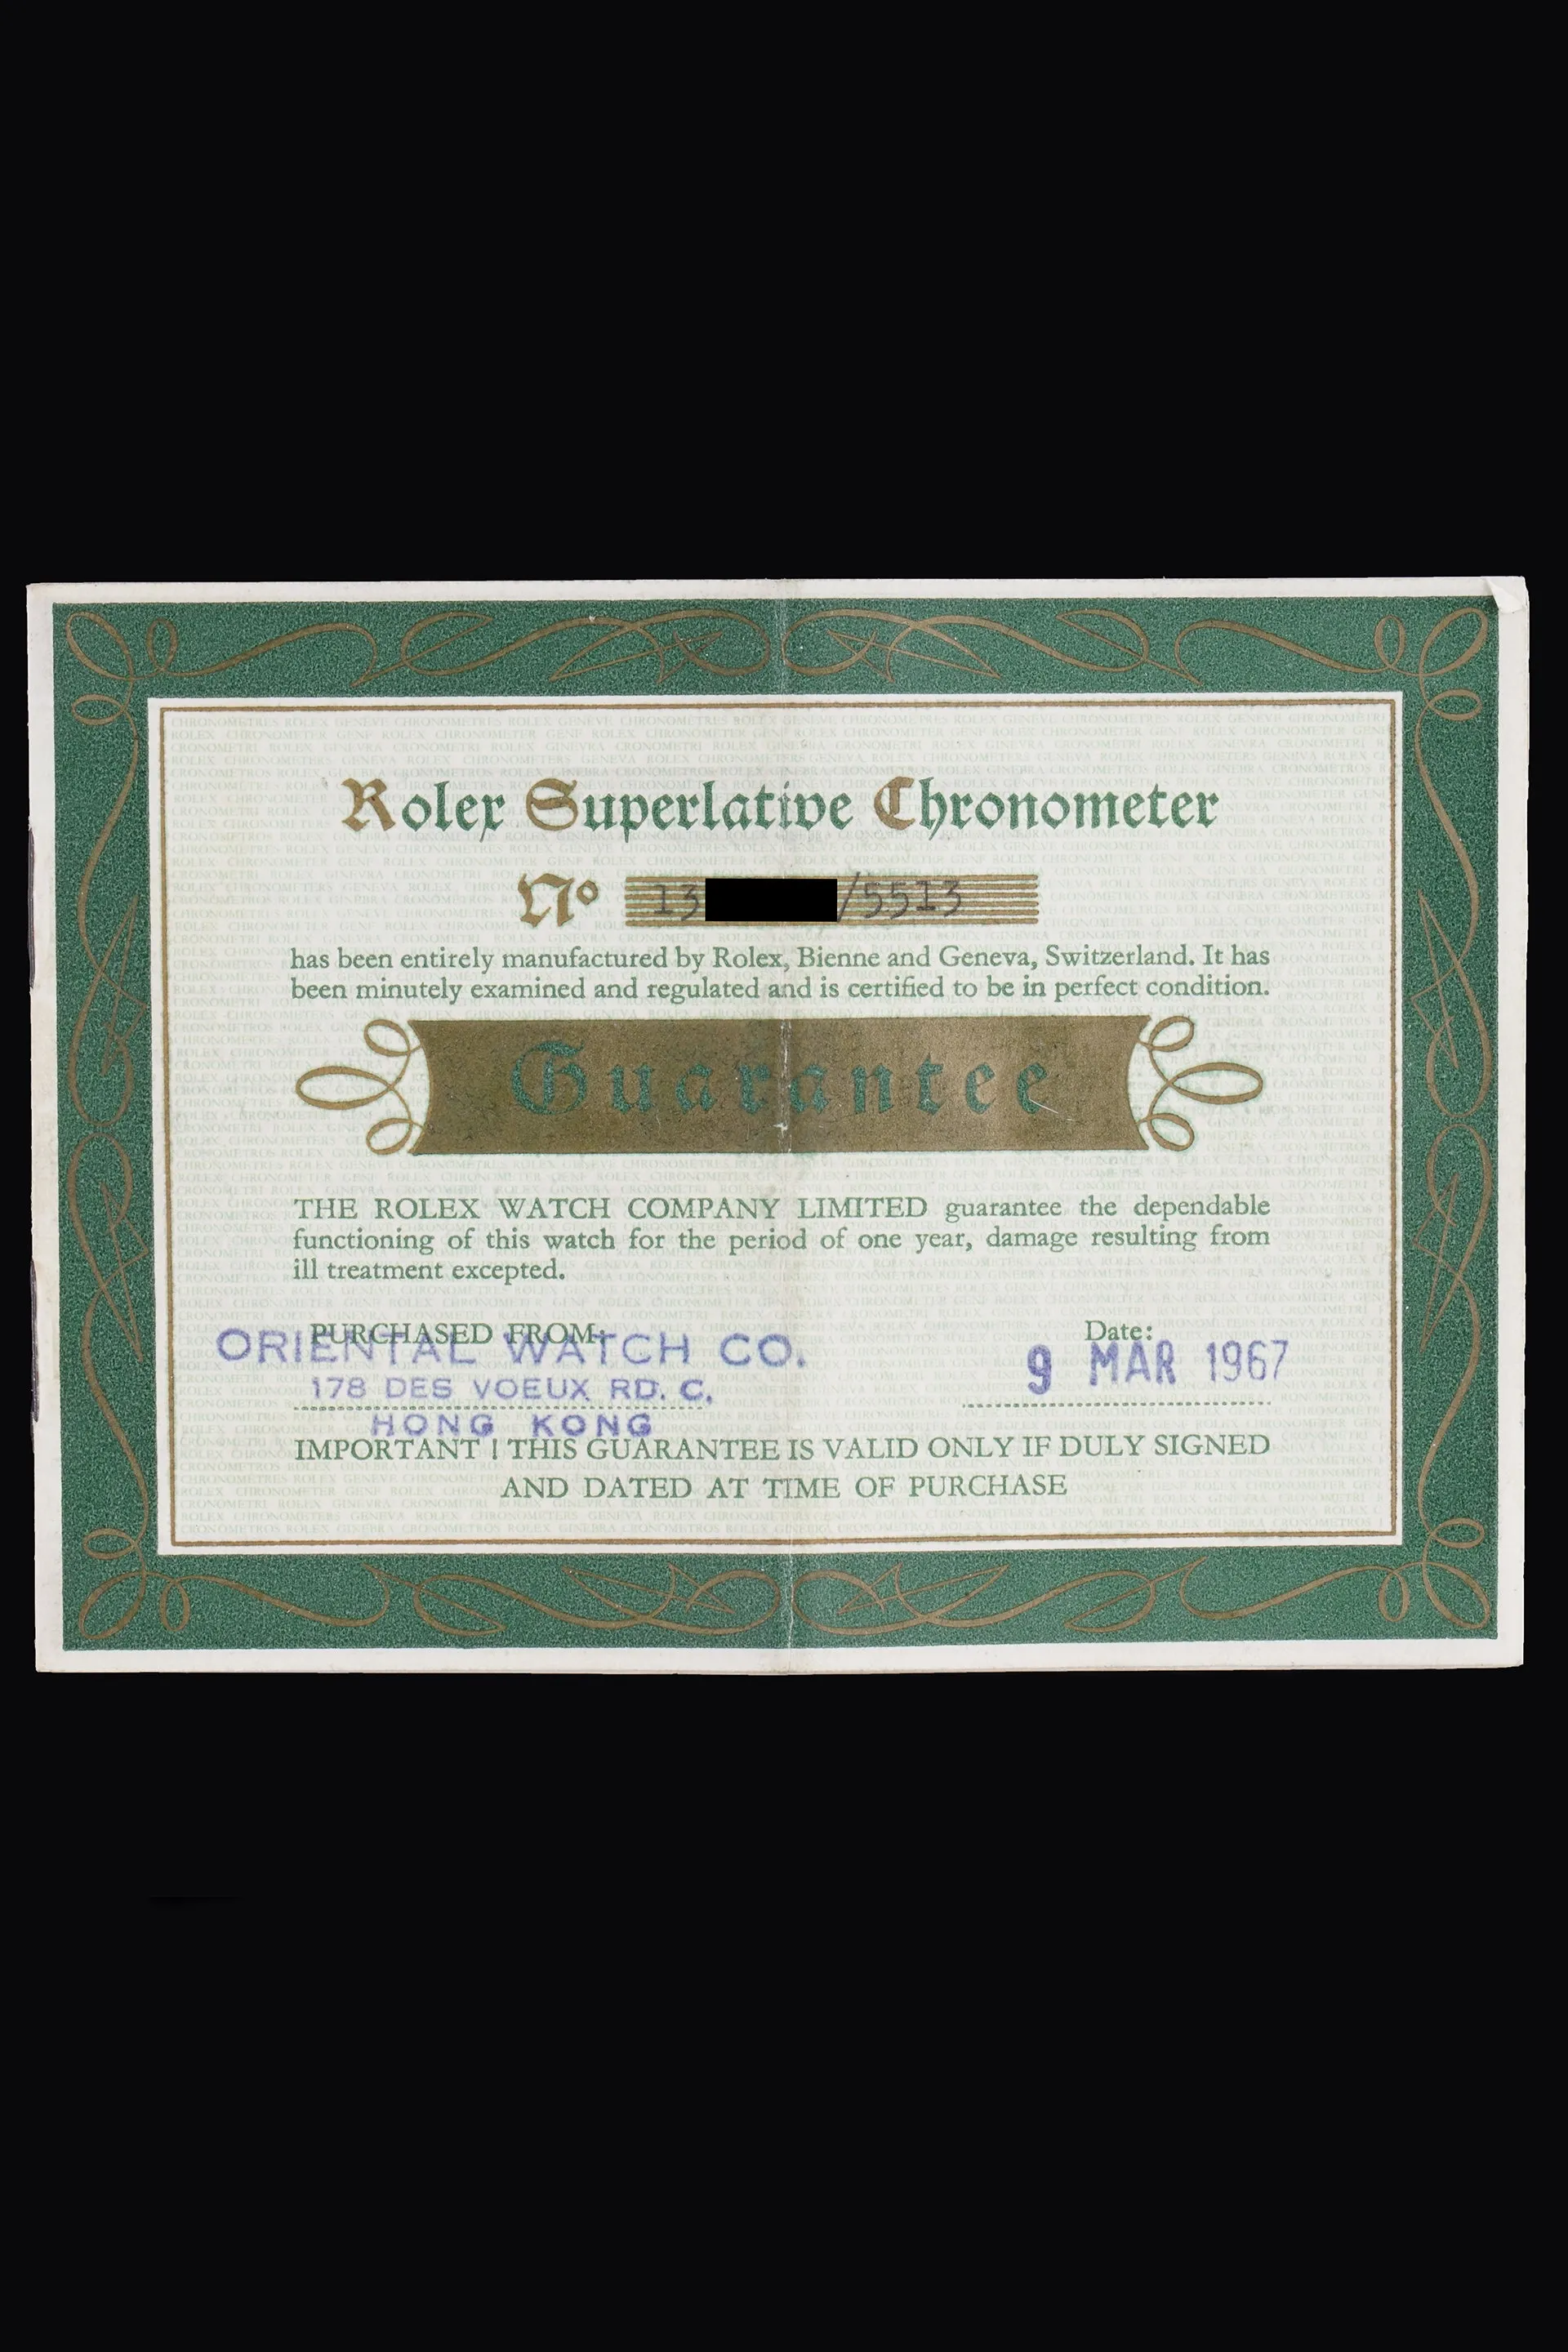 Rolex Superlative Chronometer
No 13 /5513
has been entirely manufactured by Rolex, Bienne and Geneva, Switzerland. It has
been minutely examined and regulated and is certified to be in perfect condition.
Guarantee
THE ROLEX WATCH COMPANY LIMITED guarantee the dependable
functioning of this watch for the period of one year, damage resulting from
ill treatment excepted.
PURCHASED FROM:
ORIENTAL WATCH CO.
178 DES VOEUX RD. C.
HONG KONG
Date:
9 MAR 1967
IMPORTANT ! THIS GUARANTEE IS VALID ONLY IF DULY SIGNED
AND DATED AT TIME OF PURCHASE